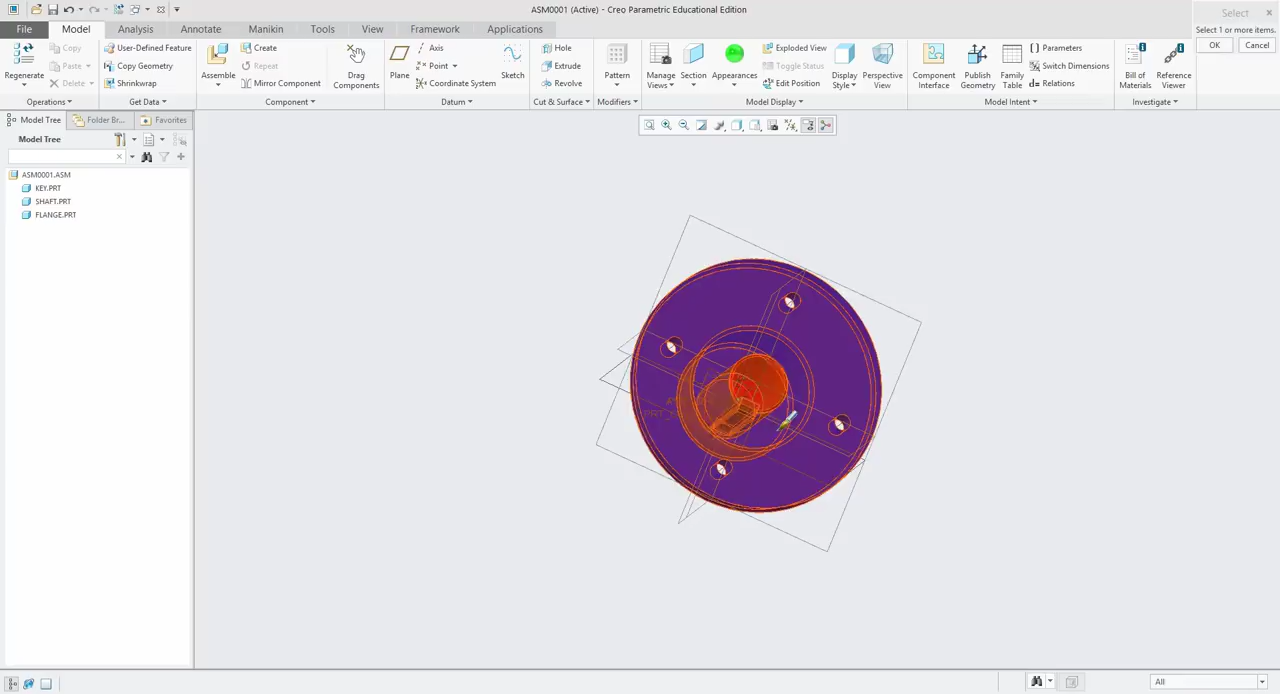 ASM0001 (Active) - Creo Parametric Educational Edition
Select
Select 1 or more items.
OK
Cancel
File
Model
Analysis
Annotate
Manikin
Tools
View
Framework
Applications
Regenerate
Copy
Paste
Delete
Operations
User-Defined Feature
Copy Geometry
Shrinkwrap
Get Data
Assemble
Create
Repeat
Mirror Component
Component
Drag
Components
Plane
Axis
Point
Coordinate System
Sketch
Datum
Hole
Extrude
Revolve
Cut & Surface
Pattern
Modifiers
Manage
Views
Section
Appearances
Exploded View
Toggle Status
Edit Position
Display
Style
Perspective
View
Model Display
Component
Interface
Publish
Geometry
Family
Table
Parameters
Switch Dimensions
Relations
Model Intent
Bill of
Materials
Reference
Viewer
Investigate
Model Tree
Folder Br...
Favorites
Model Tree
ASM0001.ASM
KEY.PRT
SHAFT.PRT
FLANGE.PRT
All